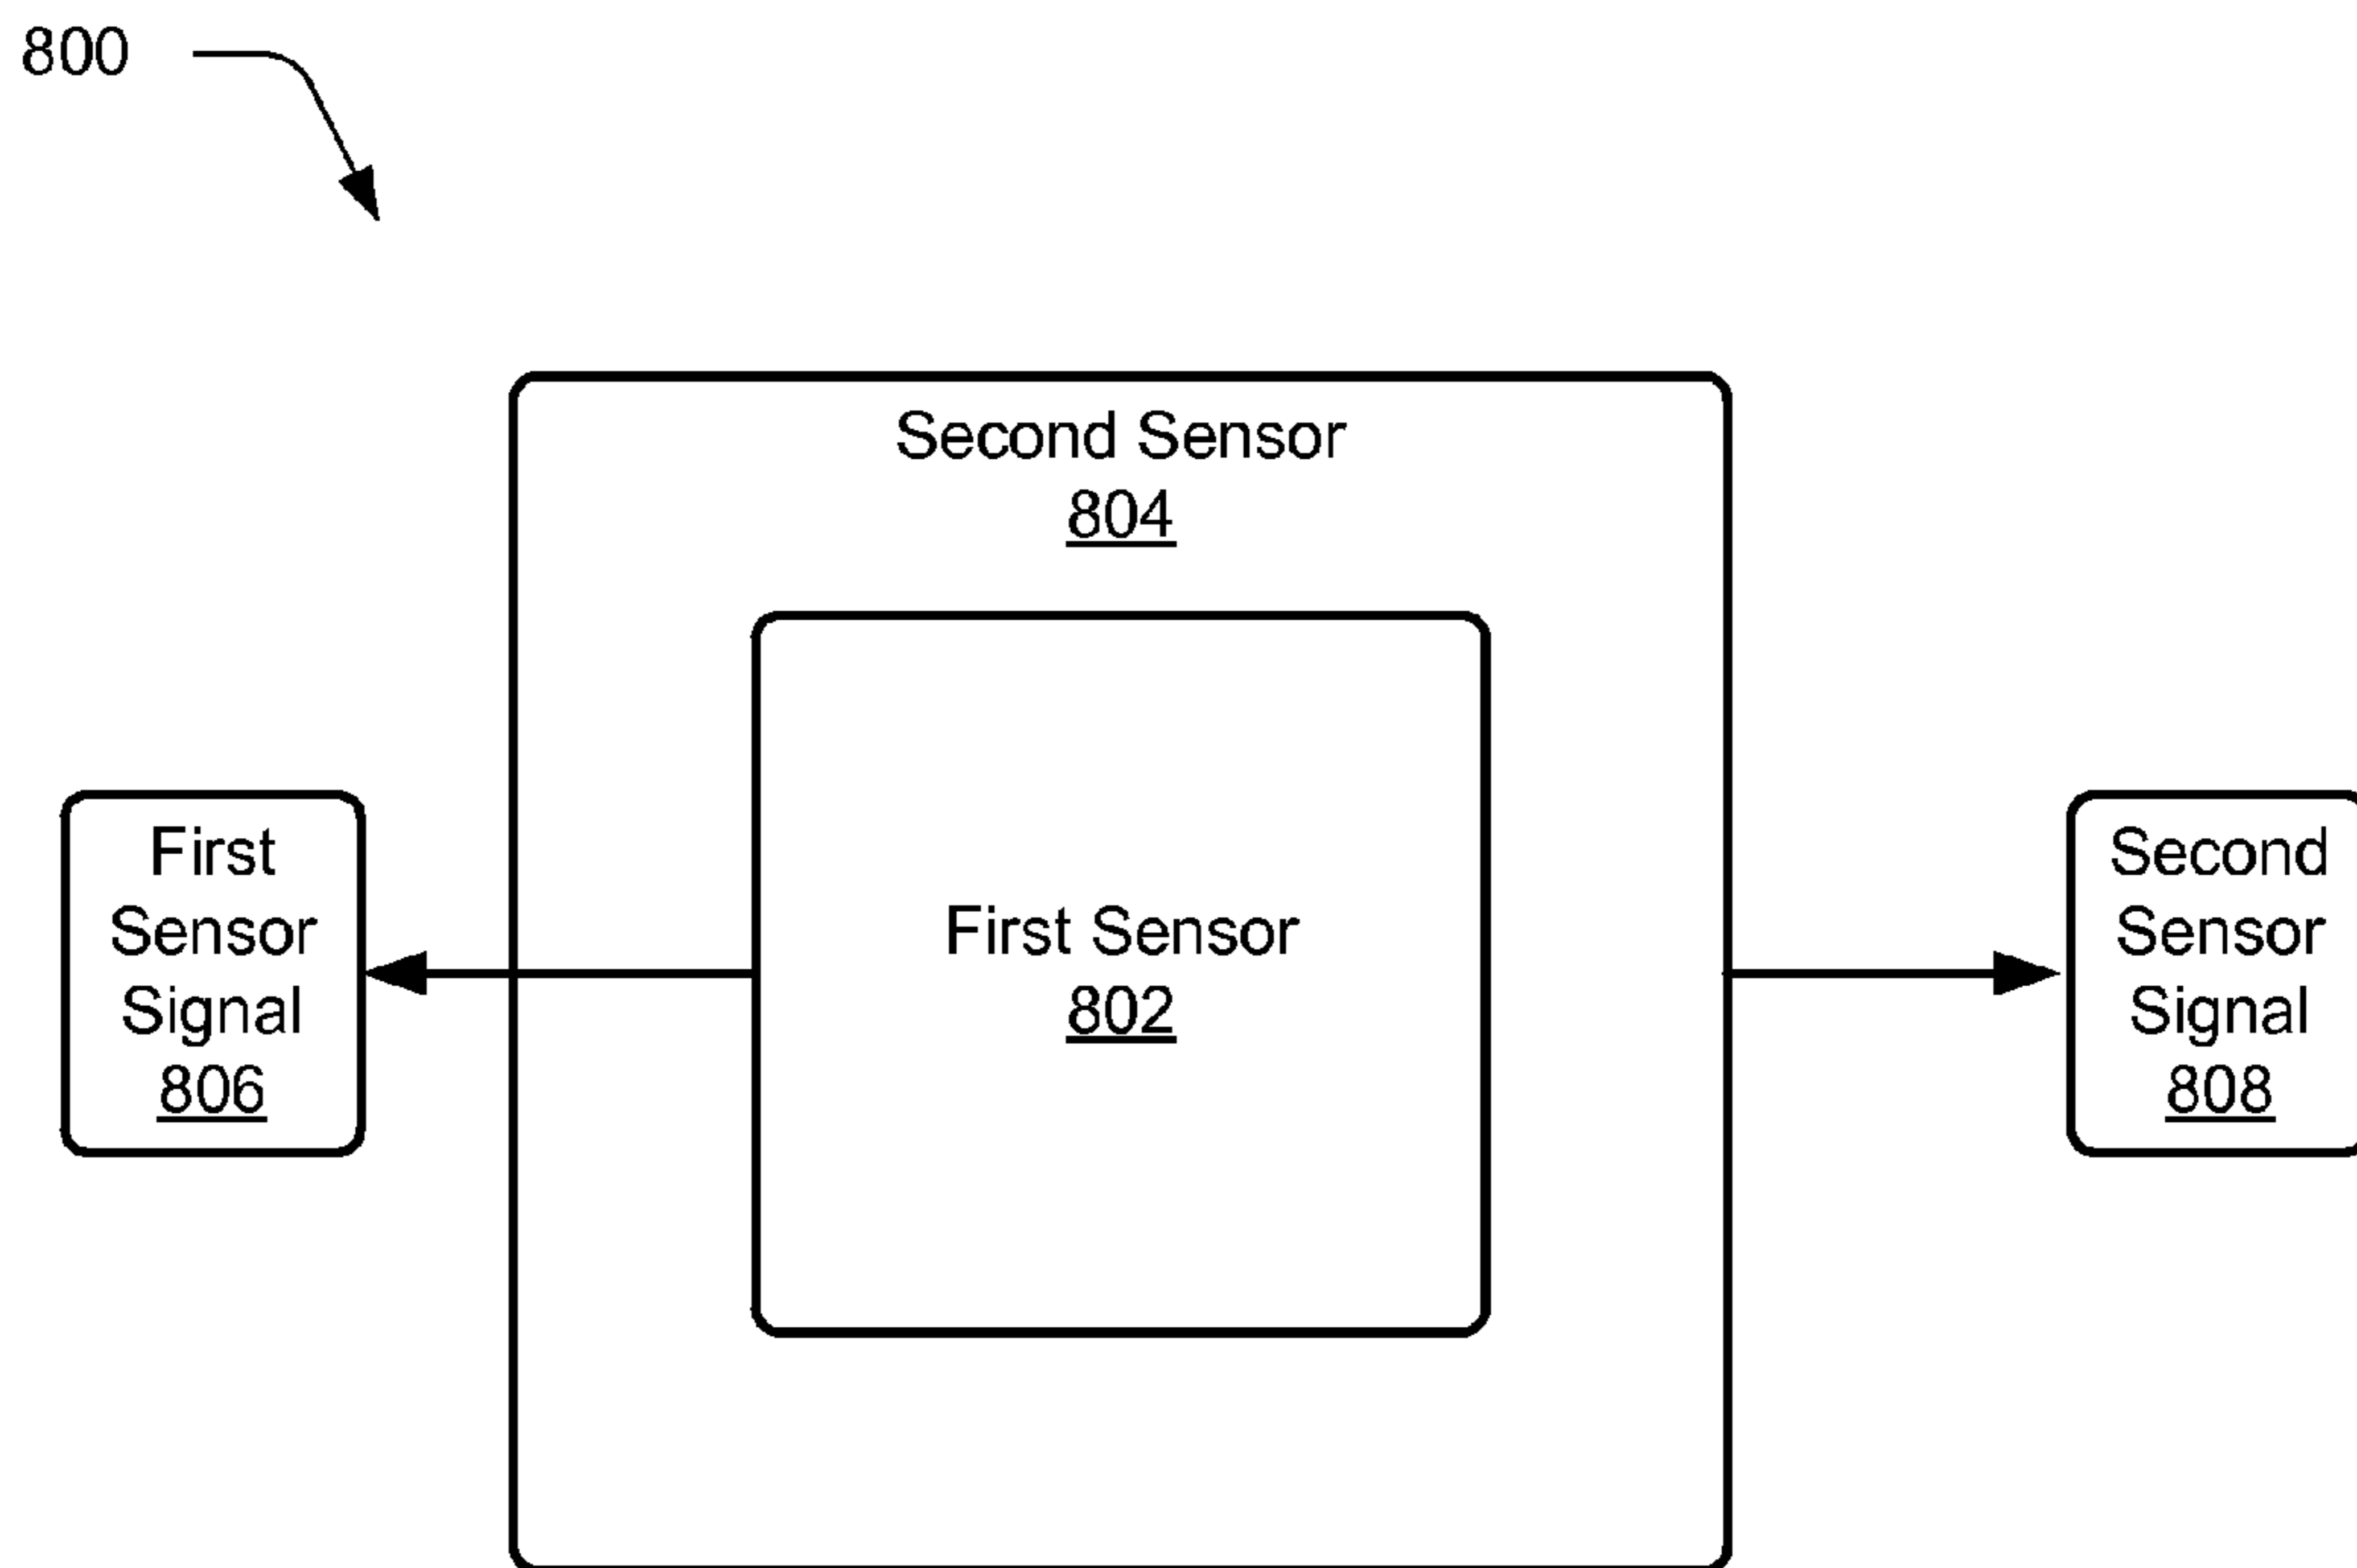 800
Second Sensor
804
First
Sensor
Signal
806
First Sensor
802
Second
Sensor
Signal
808